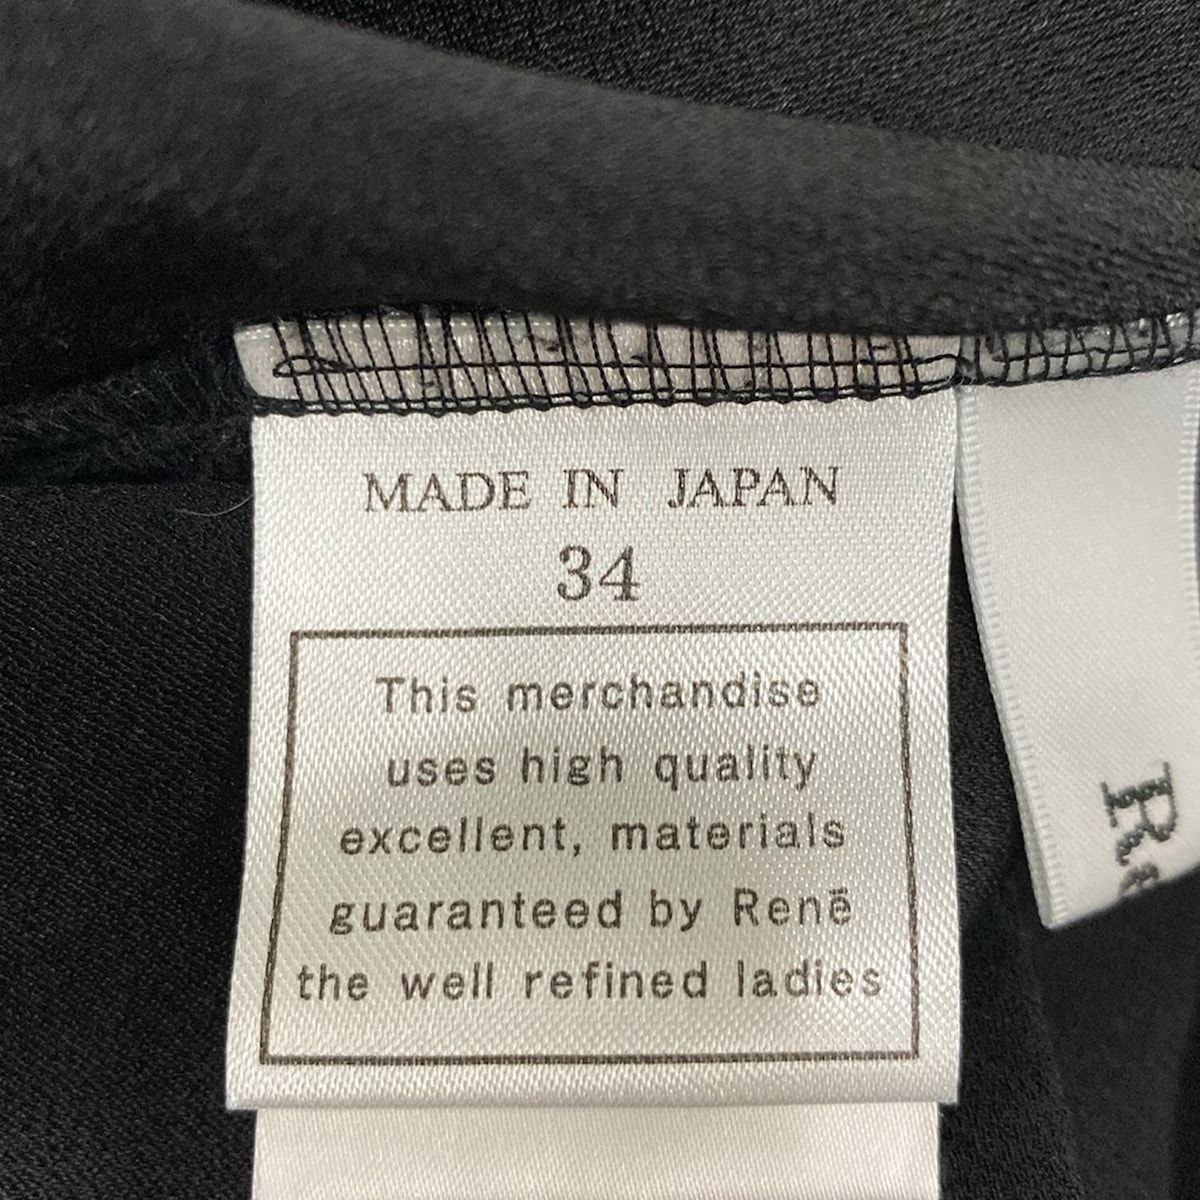 MADE IN JAPAN
34
This merchandise
uses high quality
excellent, materials
guaranteed by Renē
the well refined ladies